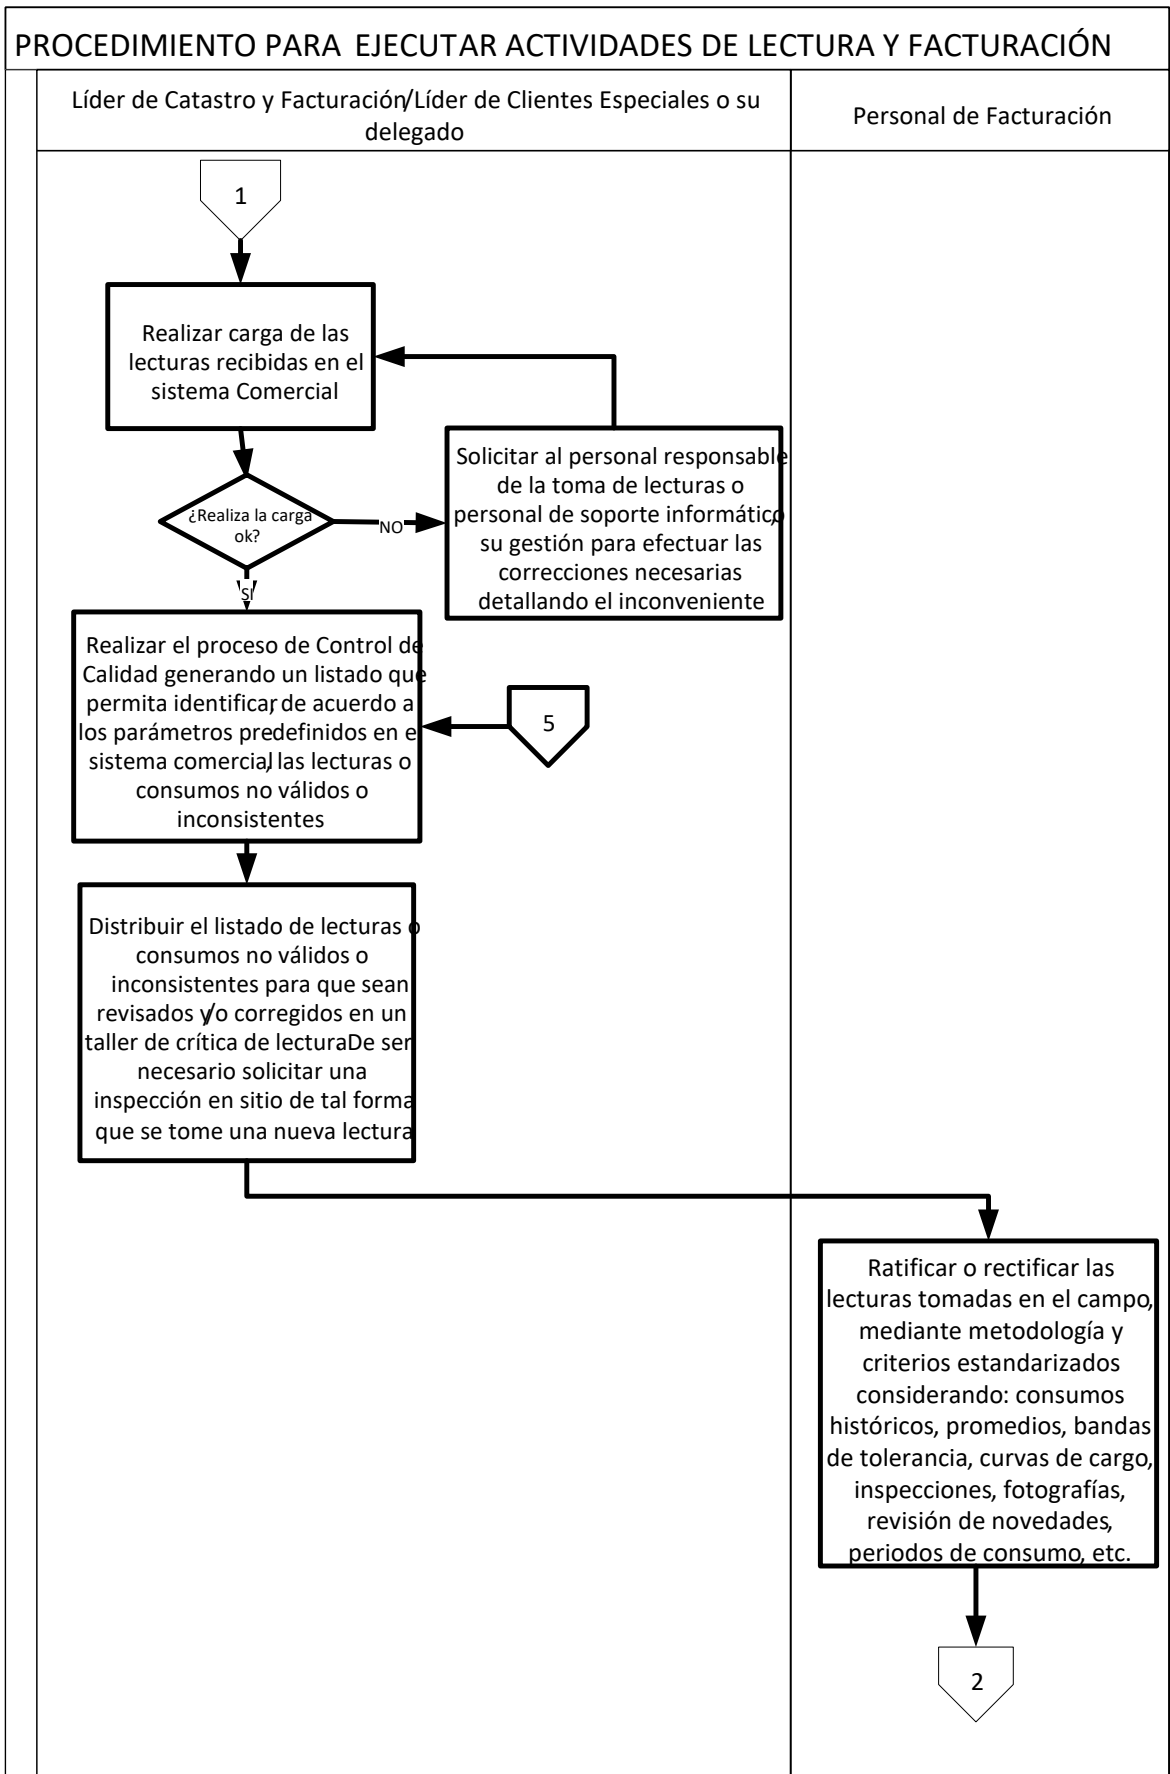 PROCEDIMIENTO PARA EJECUTAR ACTIVIDADES DE LECTURA Y FACTURACIÓN
Líder de Catastro y Facturación/Líder de Clientes Especiales o su
delegado
Personal de Facturación
1
Realizar carga de las
lecturas recibidas en el
sistema Comercial
¿Realiza la carga
ok?
NO
Solicitar al personal responsable
de la toma de lecturas o
personal de soporte informático,
su gestión para efectuar las
correcciones necesarias
detallando el inconveniente
SI
Realizar el proceso de Control de
Calidad generando un listado que
permita identificar, de acuerdo a
los parámetros predefinidos en el
sistema comercial, las lecturas o
consumos no válidos o
inconsistentes
5
Distribuir el listado de lecturas o
consumos no válidos o
inconsistentes para que sean
revisados y/o corregidos en un
taller de crítica de lectura. De ser
necesario solicitar una
inspección en sitio de tal forma
que se tome una nueva lectura
Ratificar o rectificar las
lecturas tomadas en el campo,
mediante metodología y
criterios estandarizados
considerando: consumos
históricos, promedios, bandas
de tolerancia, curvas de cargo,
inspecciones, fotografías,
revisión de novedades,
periodos de consumo, etc.
2